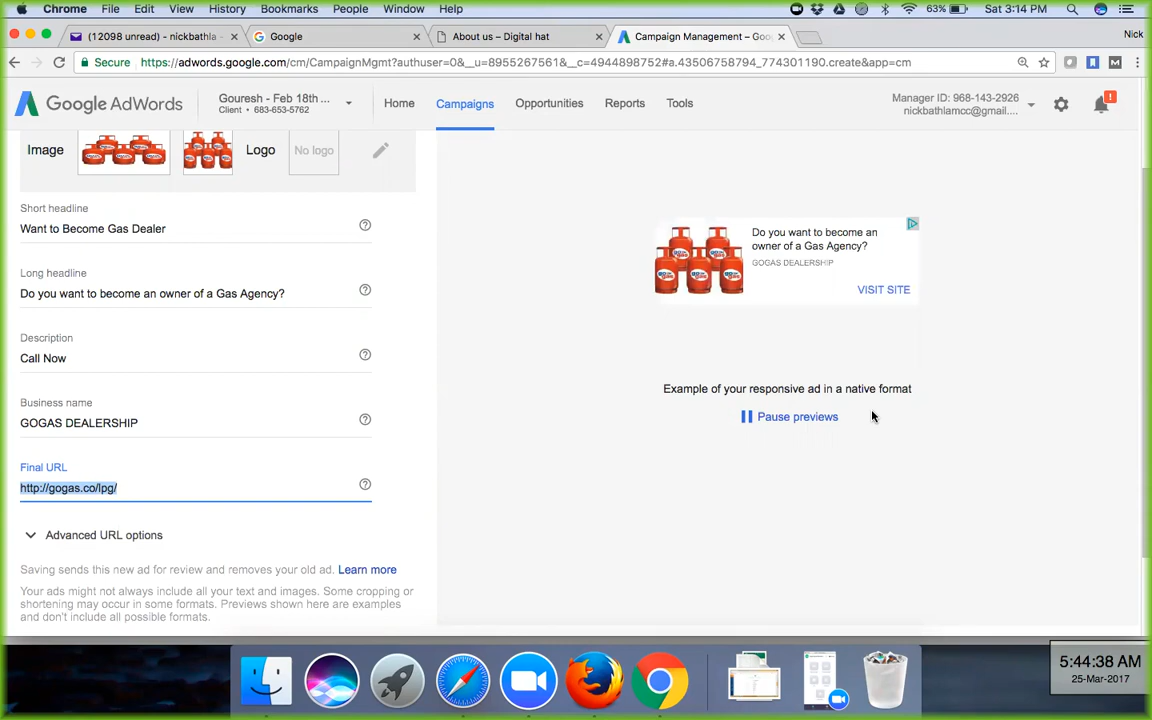 Chrome File Edit View History Bookmarks People Window Help 63% Sat 3:14 PM
(12098 unread) - nickbathla × Google × About us – Digital hat × Campaign Management – Goo × Nick
Secure https://adwords.google.com/cm/CampaignMgmt?authuser=0&__u=8955267561&__c=4944898752#a.43506758794_774301190.create&app=cm
Google AdWords Gouresh - Feb 18th ... Home Campaigns Opportunities Reports Tools Manager ID: 968-143-2926
Client • 683-653-5762 nickbathlamcc@gmail.... !
Image Logo No logo
Short headline
Want to Become Gas Dealer
Long headline
Do you want to become an owner of a Gas Agency?
Description
Call Now
Business name
GOGAS DEALERSHIP
Final URL
http://gogas.co/lpg/
Advanced URL options
Saving sends this new ad for review and removes your old ad. Learn more
Your ads might not always include all your text and images. Some cropping or
shortening may occur in some formats. Previews shown here are examples
and don't include all possible formats.
Do you want to become an
owner of a Gas Agency?
GOGAS DEALERSHIP
VISIT SITE
Example of your responsive ad in a native format
Pause previews
5:44:38 AM
25-Mar-2017